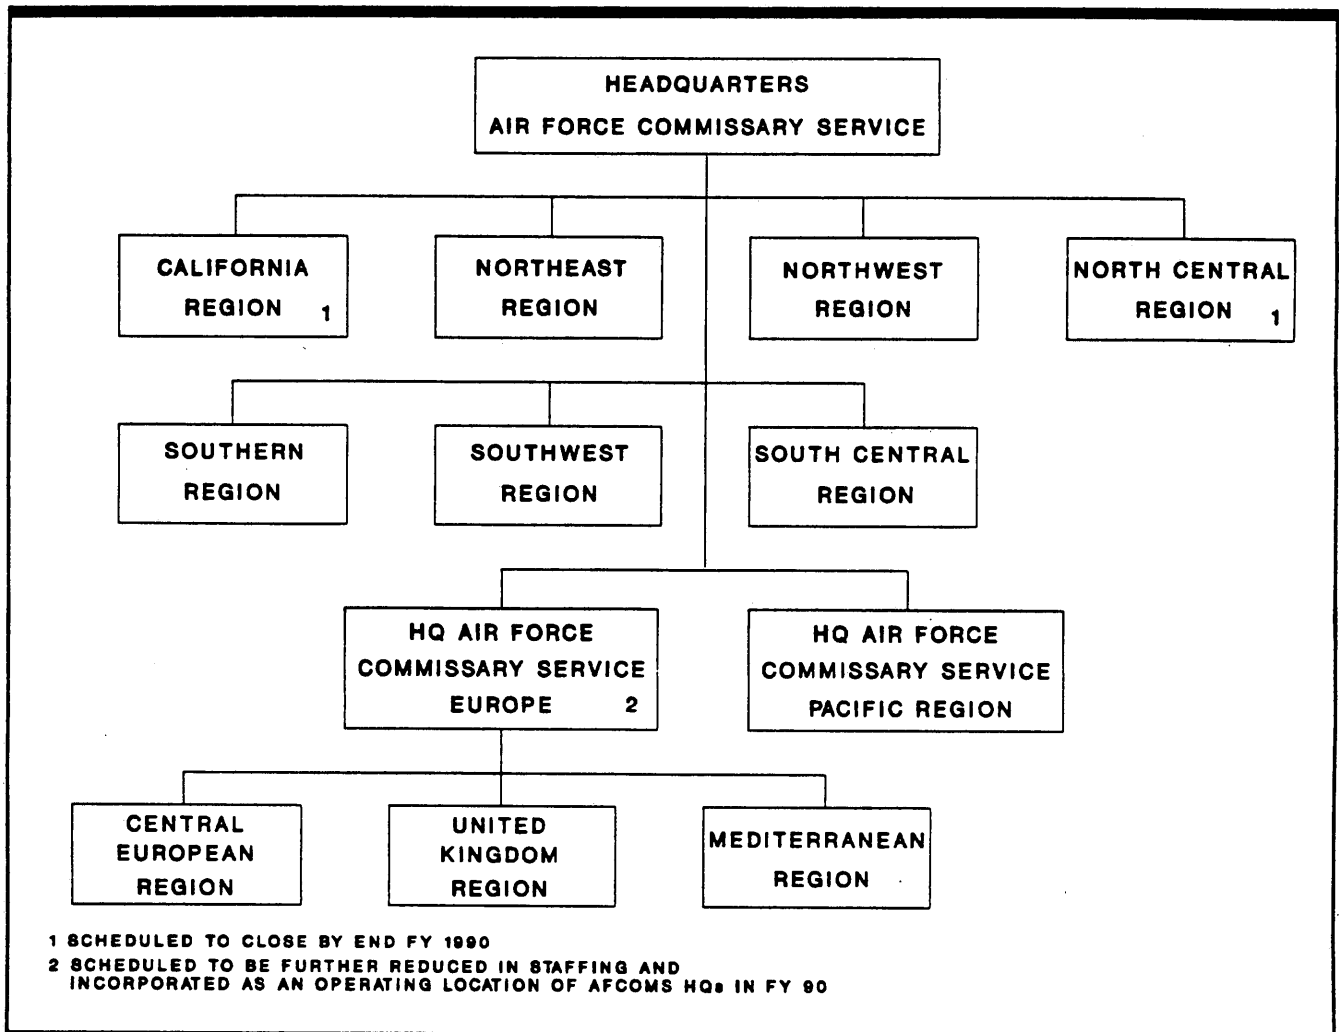 HEADQUARTERS
AIR FORCE COMMISSARY SERVICE
CALIFORNIA
REGION 1
NORTHEAST
REGION
NORTHWEST
REGION
NORTH CENTRAL
REGION 1
SOUTHERN
REGION
SOUTHWEST
REGION
SOUTH CENTRAL
REGION
HQ AIR FORCE
COMMISSARY SERVICE
EUROPE 2
HQ AIR FORCE
COMMISSARY SERVICE
PACIFIC REGION
CENTRAL
EUROPEAN
REGION
UNITED
KINGDOM
REGION
MEDITERRANEAN
REGION
1 SCHEDULED TO CLOSE BY END FY 1990
2 SCHEDULED TO BE FURTHER REDUCED IN STAFFING AND
INCORPORATED AS AN OPERATING LOCATION OF AFCOMS HQs IN FY 90